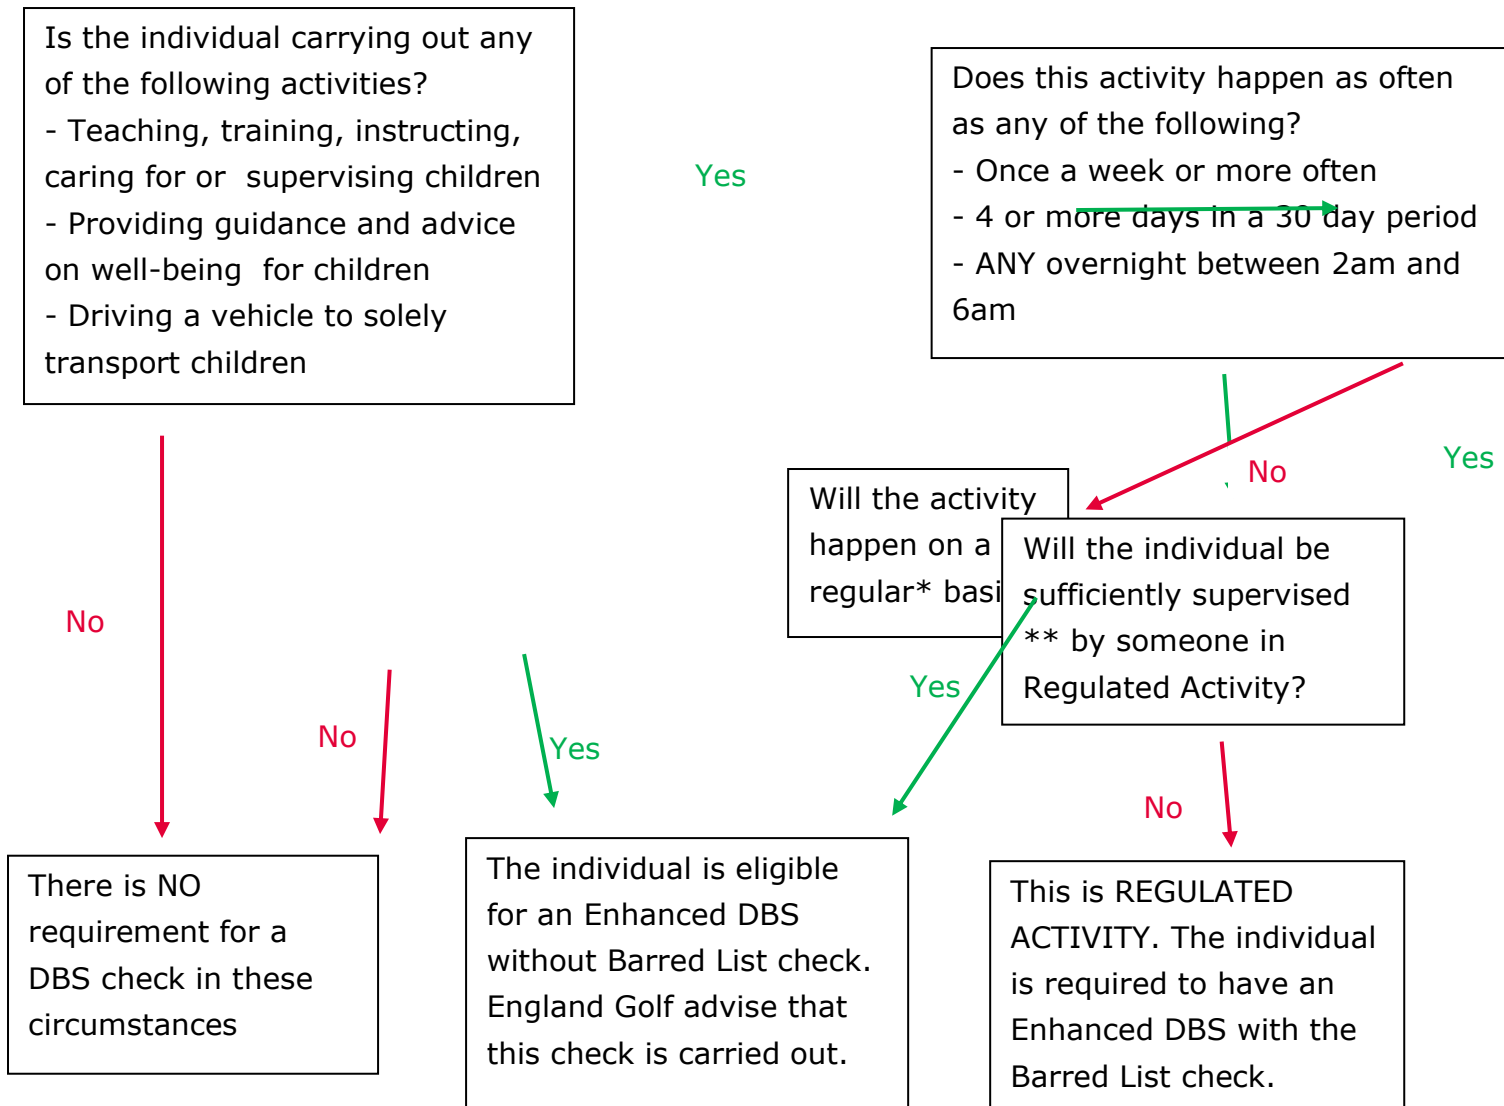 Is the individual carrying out any
of the following activities?
- Teaching, training, instructing,
caring for or  supervising children
- Providing guidance and advice
on well-being  for children
- Driving a vehicle to solely
transport children
Yes
Does this activity happen as often
as any of the following?
- Once a week or more often
- 4 or more days in a 30 day period
- ANY overnight between 2am and
6am
No
Yes
Will the activity
happen on a
regular* basi
Will the individual be
sufficiently supervised
** by someone in
Regulated Activity?
No
Yes
No
Yes
No
There is NO
requirement for a
DBS check in these
circumstances
The individual is eligible
for an Enhanced DBS
without Barred List check.
England Golf advise that
this check is carried out.
This is REGULATED
ACTIVITY. The individual
is required to have an
Enhanced DBS with the
Barred List check.